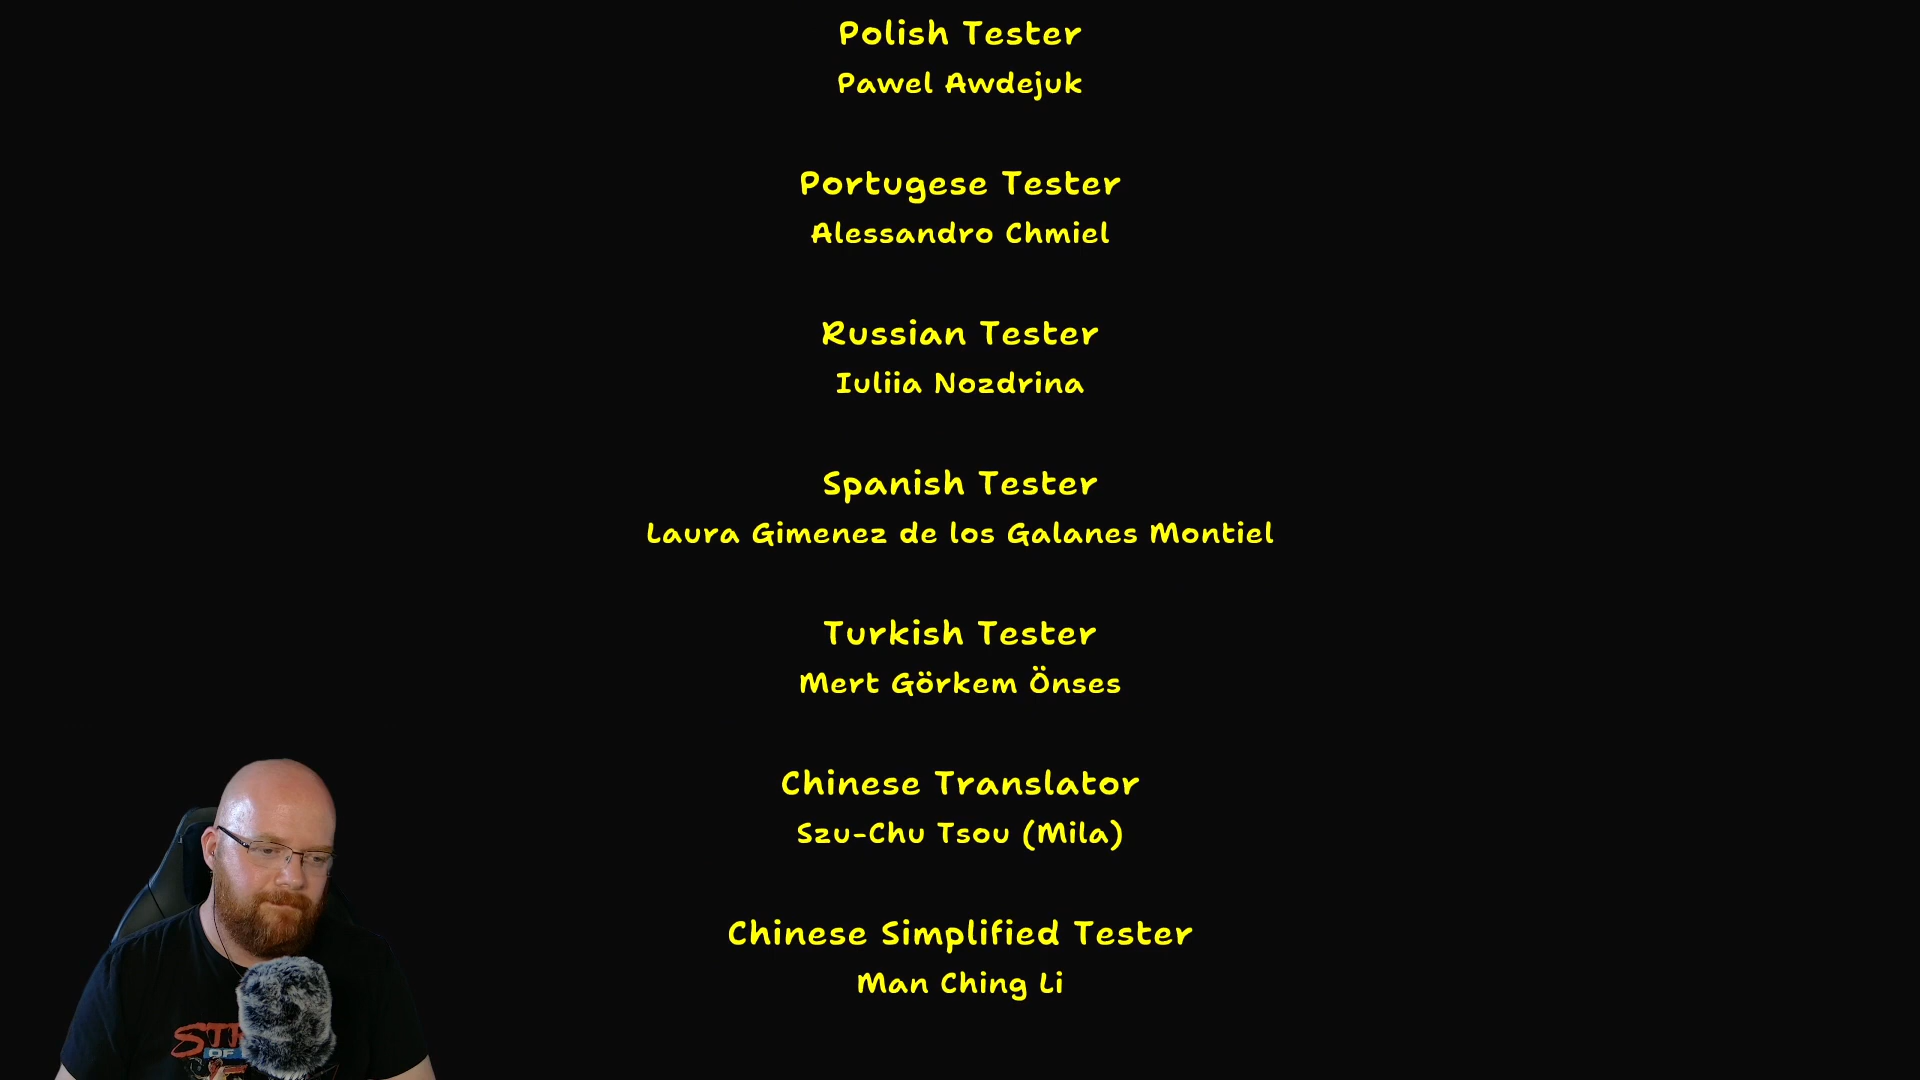 Polish Tester
Pawel Awdejuk
Portugese Tester
Alessandro Chmiel
Russian Tester
Iuliia Nozdrina
Spanish Tester
Laura Gimenez de los Galanes Montiel
Turkish Tester
Mert Görkem Önses
Chinese Translator
Szu-Chu Tsou (Mila)
Chinese Simplified Tester
Man Ching Li
OF